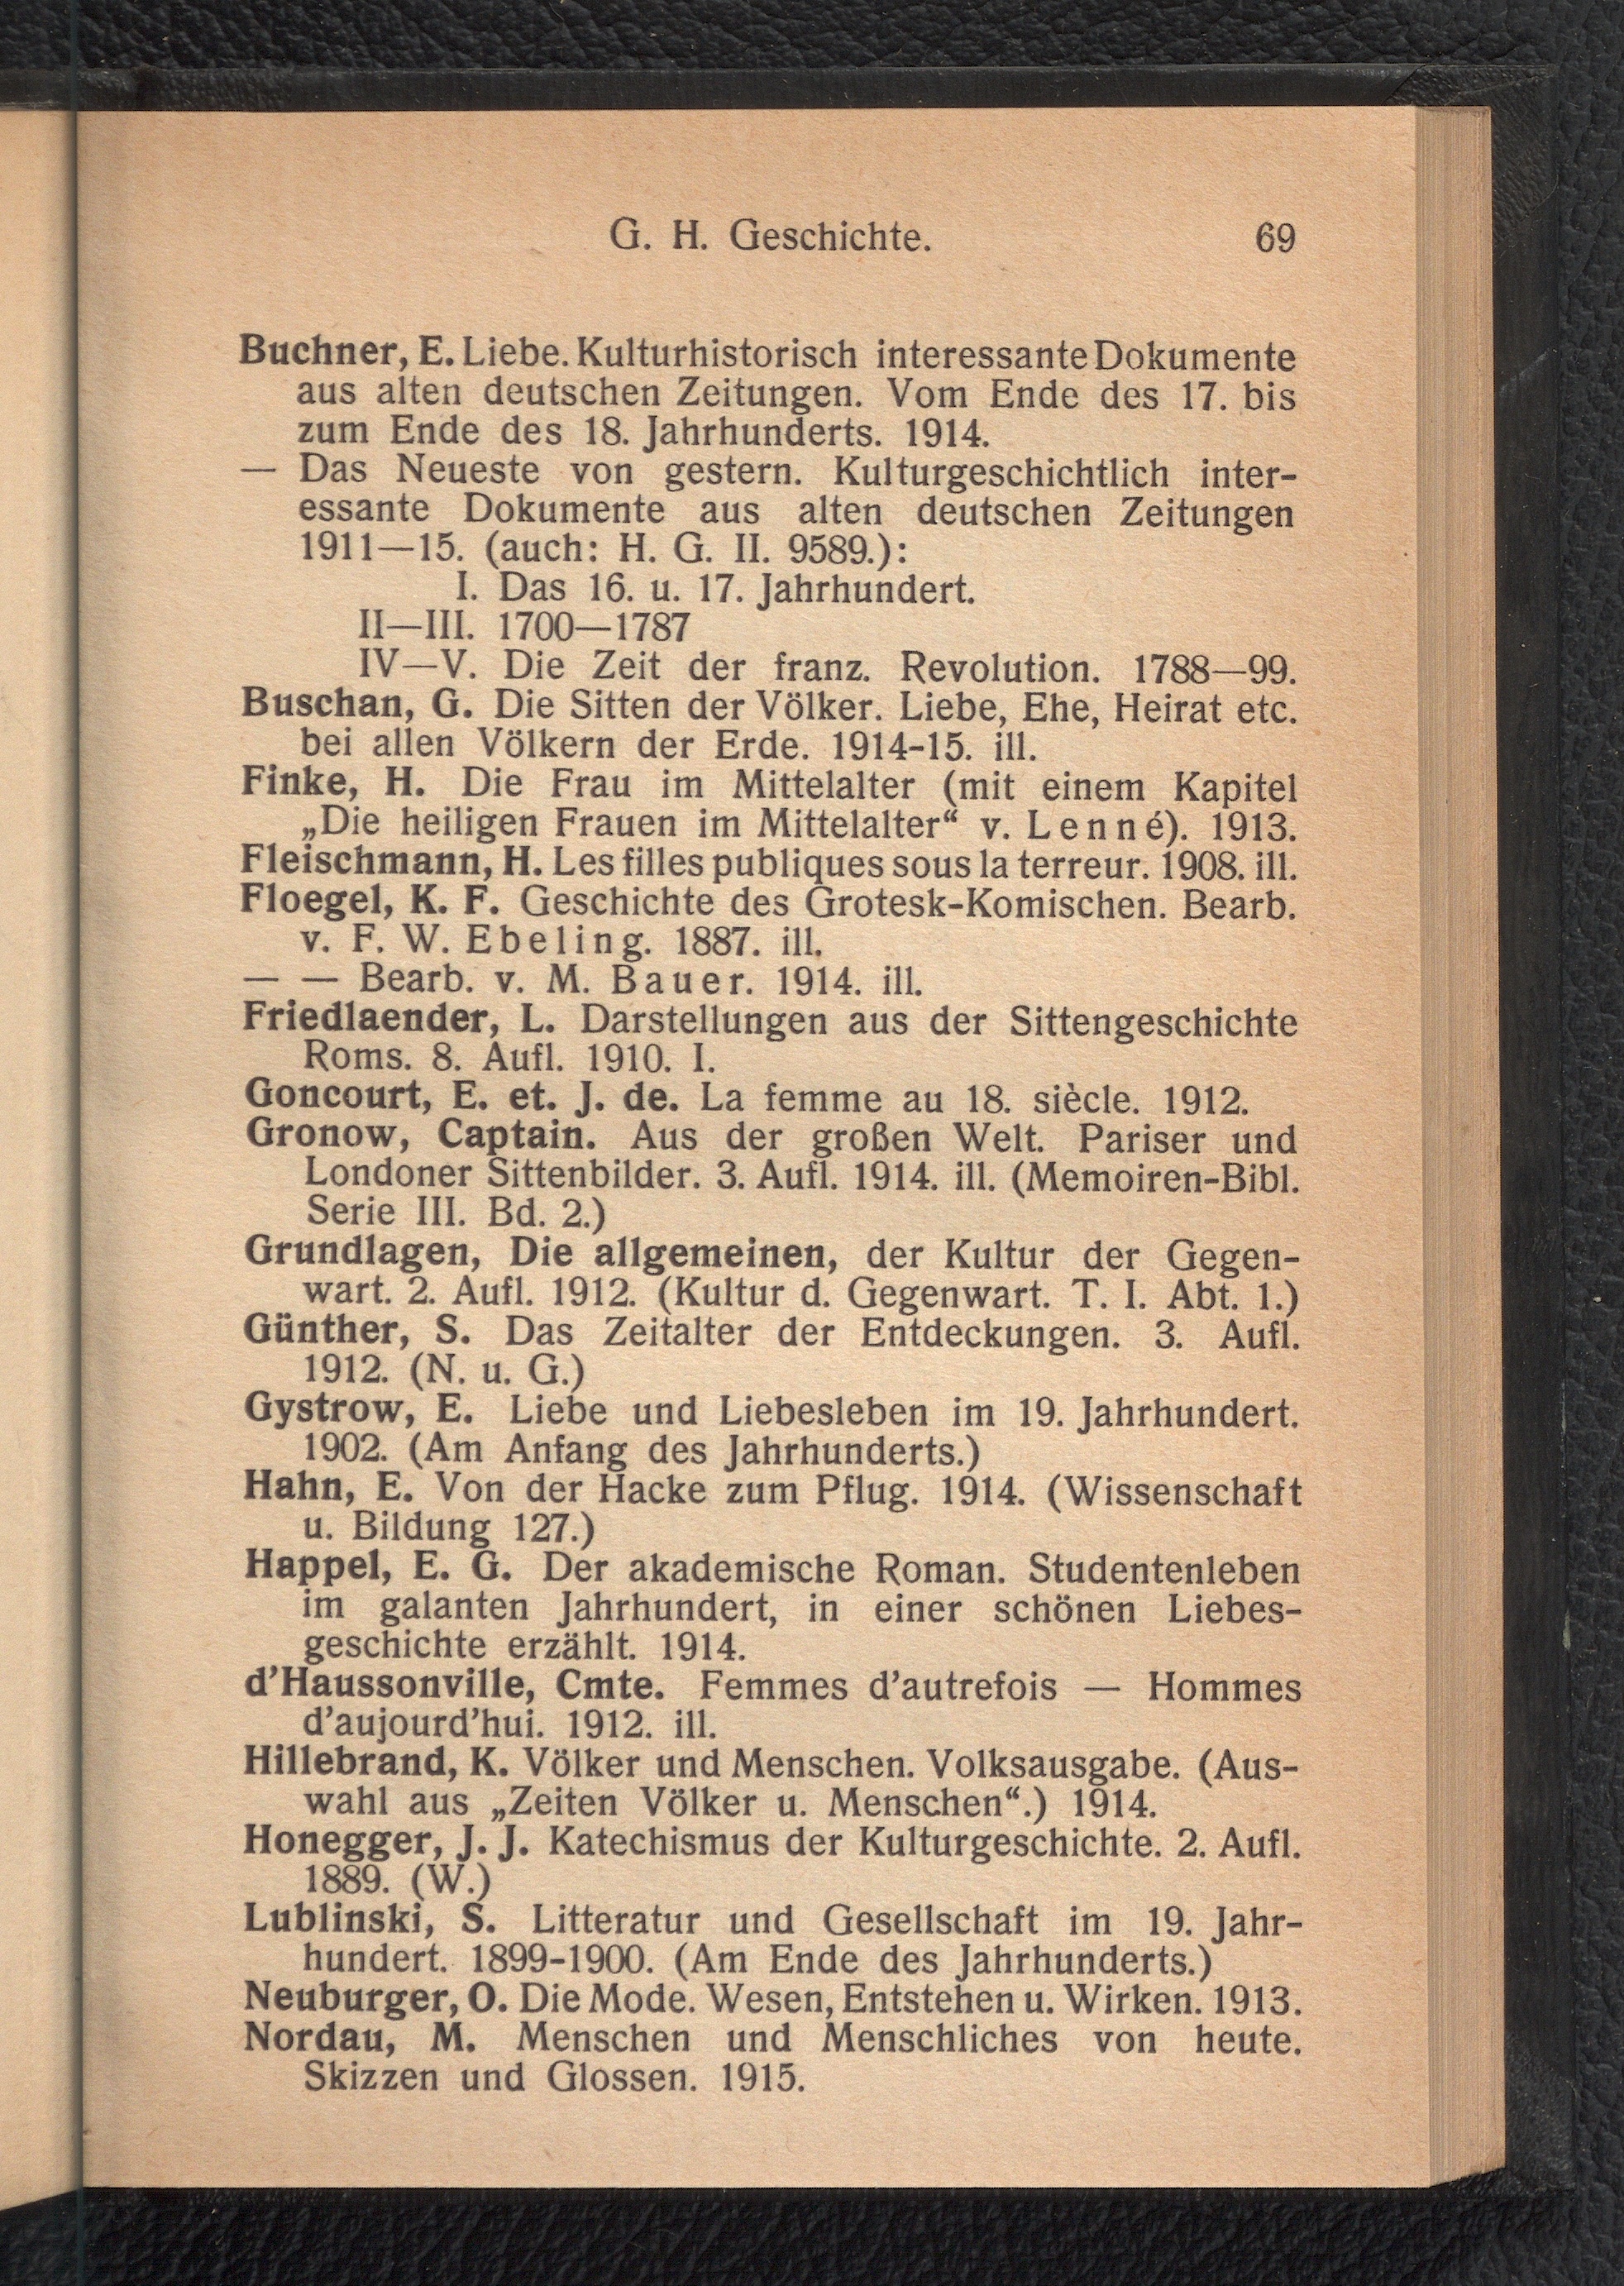 G. H. Geschichte. 69
Buchner, E. Liebe. Kulturhistorisch interessante Dokumente
aus alten deutschen Zeitungen. Vom Ende des 17. bis
zum Ende des 18. Jahrhunderts. 1914.
— Das Neueste von gestern. Kulturgeschichtlich inter-
essante Dokumente aus alten deutschen Zeitungen
1911—15. (auch: H. G. II. 9589.):
I. Das 16. u. 17. Jahrhundert.
II—III. 1700—1787
IV—V. Die Zeit der franz. Revolution. 1788—99.
Buschan, G. Die Sitten der Völker. Liebe, Ehe, Heirat etc.
bei allen Völkern der Erde. 1914-15. ill.
Finke, H. Die Frau im Mittelalter (mit einem Kapitel
„Die heiligen Frauen im Mittelalter“ v. Lenné). 1913.
Fleischmann, H. Les filles publiques sous la terreur. 1908. ill.
Floegel, K. F. Geschichte des Grotesk-Komischen. Bearb.
v. F. W. Ebeling. 1887. ill.
— — Bearb. v. M. Bauer. 1914. ill.
Friedlaender, L. Darstellungen aus der Sittengeschichte
Roms. 8. Aufl. 1910. I.
Goncourt, E. et. J. de. La femme au 18. siècle. 1912.
Gronow, Captain. Aus der großen Welt. Pariser und
Londoner Sittenbilder. 3. Aufl. 1914. ill. (Memoiren-Bibl.
Serie III. Bd. 2.)
Grundlagen, Die allgemeinen, der Kultur der Gegen-
wart. 2. Aufl. 1912. (Kultur d. Gegenwart. T. I. Abt. 1.)
Günther, S. Das Zeitalter der Entdeckungen. 3. Aufl.
1912. (N. u. G.)
Gystrow, E. Liebe und Liebesleben im 19. Jahrhundert.
1902. (Am Anfang des Jahrhunderts.)
Hahn, E. Von der Hacke zum Pflug. 1914. (Wissenschaft
u. Bildung 127.)
Happel, E. G. Der akademische Roman. Studentenleben
im galanten Jahrhundert, in einer schönen Liebes-
geschichte erzählt. 1914.
d'Haussonville, Cmte. Femmes d'autrefois — Hommes
d'aujourd'hui. 1912. ill.
Hillebrand, K. Völker und Menschen. Volksausgabe. (Aus-
wahl aus „Zeiten Völker u. Menschen“.) 1914.
Honegger, J. J. Katechismus der Kulturgeschichte. 2. Aufl.
1889. (W.)
Lublinski, S. Litteratur und Gesellschaft im 19. Jahr-
hundert. 1899-1900. (Am Ende des Jahrhunderts.)
Neuburger, O. Die Mode. Wesen, Entstehen u. Wirken. 1913.
Nordau, M. Menschen und Menschliches von heute.
Skizzen und Glossen. 1915.